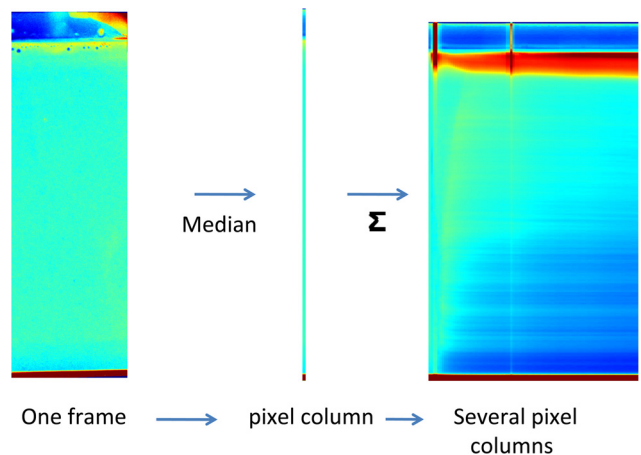 Median
Σ
One frame
pixel column
Several pixel
columns